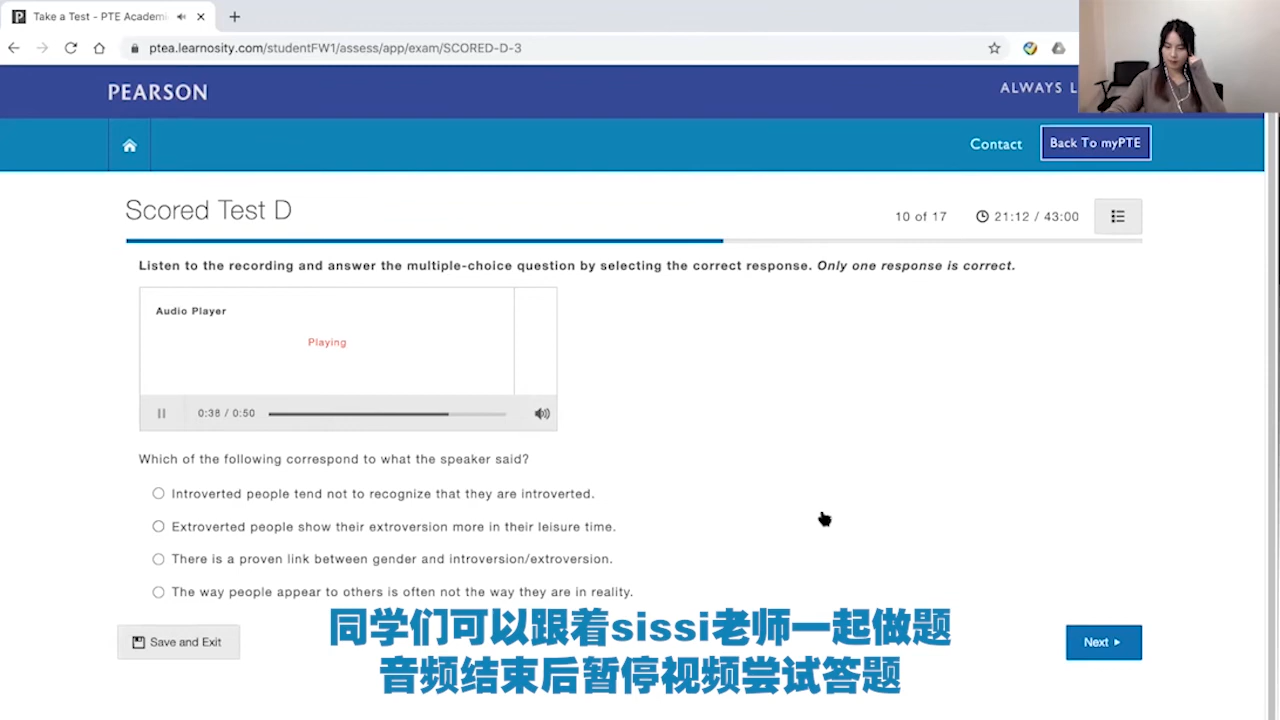 Take a Test - PTE Academi
ptea.learnosity.com/studentFW1/assess/app/exam/SCORED-D-3
PEARSON
ALWAYS L
Contact
Back To myPTE
Scored Test D
10 of 17
21:12 / 43:00
Listen to the recording and answer the multiple-choice question by selecting the correct response. Only one response is correct.
Audio Player
Playing
0:38 / 0:50
Which of the following correspond to what the speaker said?
Introverted people tend not to recognize that they are introverted.
Extroverted people show their extroversion more in their leisure time.
There is a proven link between gender and introversion/extroversion.
The way people appear to others is often not the way they are in reality.
同学们可以跟着sissi老师一起做题
Save and Exit
Next
音频结束后暂停视频尝试答题